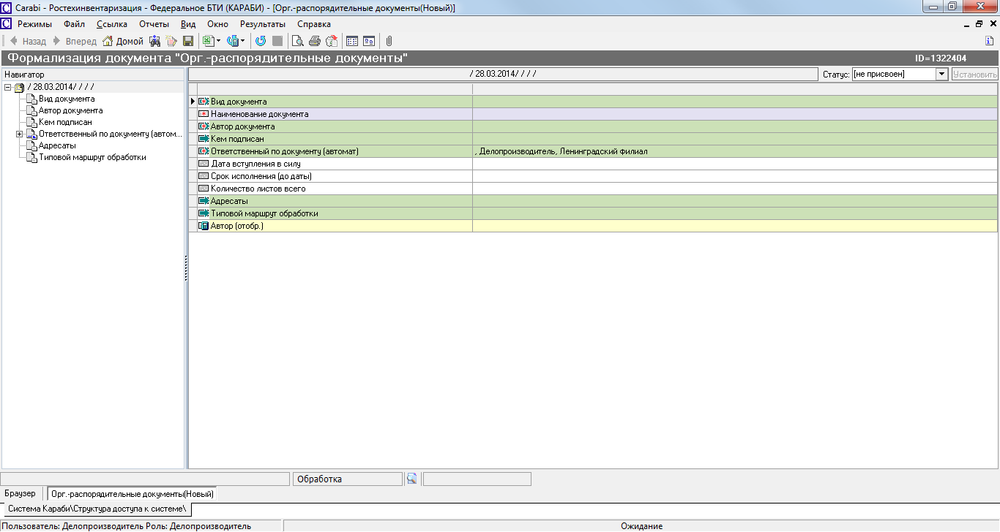 Carabi - Ростехинвентаризация - Федеральное БТИ (КАРАБИ) - [Орг.-распорядительные документы(Новый)]
Режимы Файл Ссылка Отчеты Вид Окно Результаты Справка
Назад Вперед Домой
Формализация документа "Орг.-распорядительные документы" ID=1322404
Навигатор
/ 28.03.2014/ / / /
Статус: [не присвоен] Установить
/ 28.03.2014/ / / /
Вид документа
Автор документа
Кем подписан
Ответственный по документу (автом...
Адресаты
Типовой маршрут обработки
Вид документа
Наименование документа
Автор документа
Кем подписан
Ответственный по документу (автомат) , Делопроизводитель, Ленинградский филиал
Дата вступления в силу
Срок исполнения (до даты)
Количество листов всего
Адресаты
Типовой маршрут обработки
Автор (отобр.)
Обработка
Браузер Орг.-распорядительные документы(Новый)
Система Караби\Структура доступа к системе\
Пользователь: Делопроизводитель Роль: Делопроизводитель Ожидание